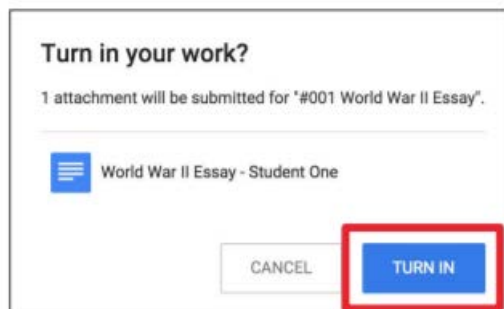 Turn in your work?
1 attachment will be submitted for "#001 World War II Essay".
World War II Essay - Student One
CANCEL
TURN IN